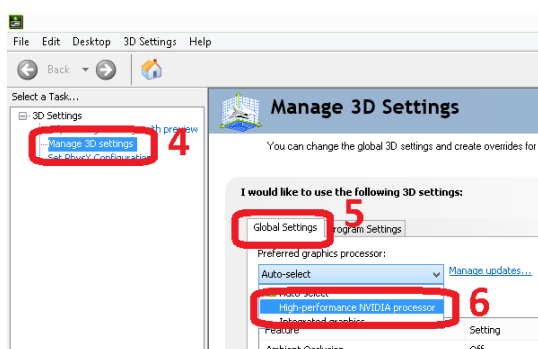 File Edit Desktop 3D Settings Help
Back
Select a Task...
3D Settings
with preview
Manage 3D settings
4
Set PhysX Configuration
Manage 3D Settings
You can change the global 3D settings and create overrides for
I would like to use the following 3D settings:
5
Global Settings
Program Settings
Preferred graphics processor:
Auto-select
Manage updates...
Auto-select
High-performance NVIDIA processor
6
Integrated graphics
Feature
Setting
Ambient Occlusion
Off